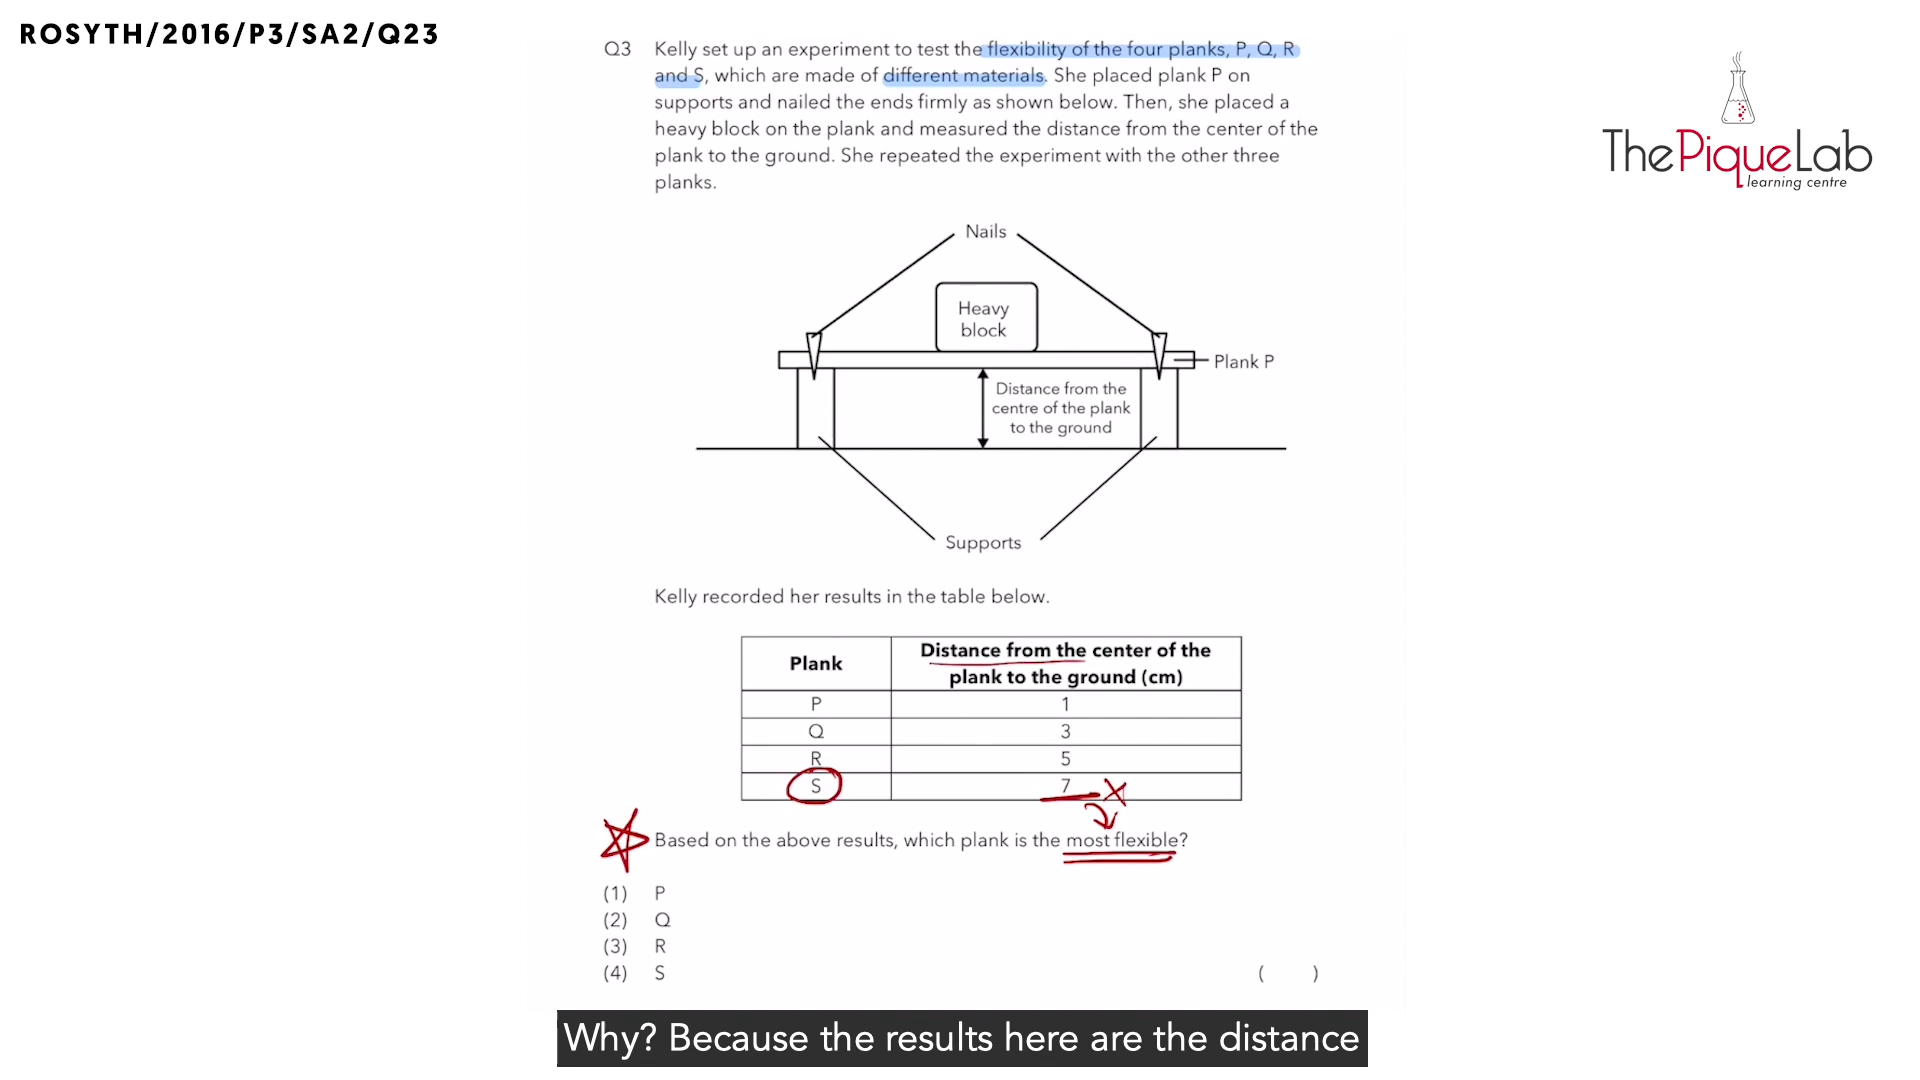 ROSYTH/2016/P3/SA2/Q23
Q3 Kelly set up an experiment to test the flexibility of the four planks, P, Q, R
and S, which are made of different materials. She placed plank P on
supports and nailed the ends firmly as shown below. Then, she placed a
heavy block on the plank and measured the distance from the center of the
plank to the ground. She repeated the experiment with the other three
planks.
ThePiqueLab
learning centre
Nails
Heavy
block
Plank P
Distance from the
centre of the plank
to the ground
Supports
Kelly recorded her results in the table below.
Plank Distance from the center of the
plank to the ground (cm)
P 1
Q 3
R 5
S 7
Based on the above results, which plank is the most flexible?
(1) P
(2) Q
(3) R
(4) S
( )
Why? Because the results here are the distance